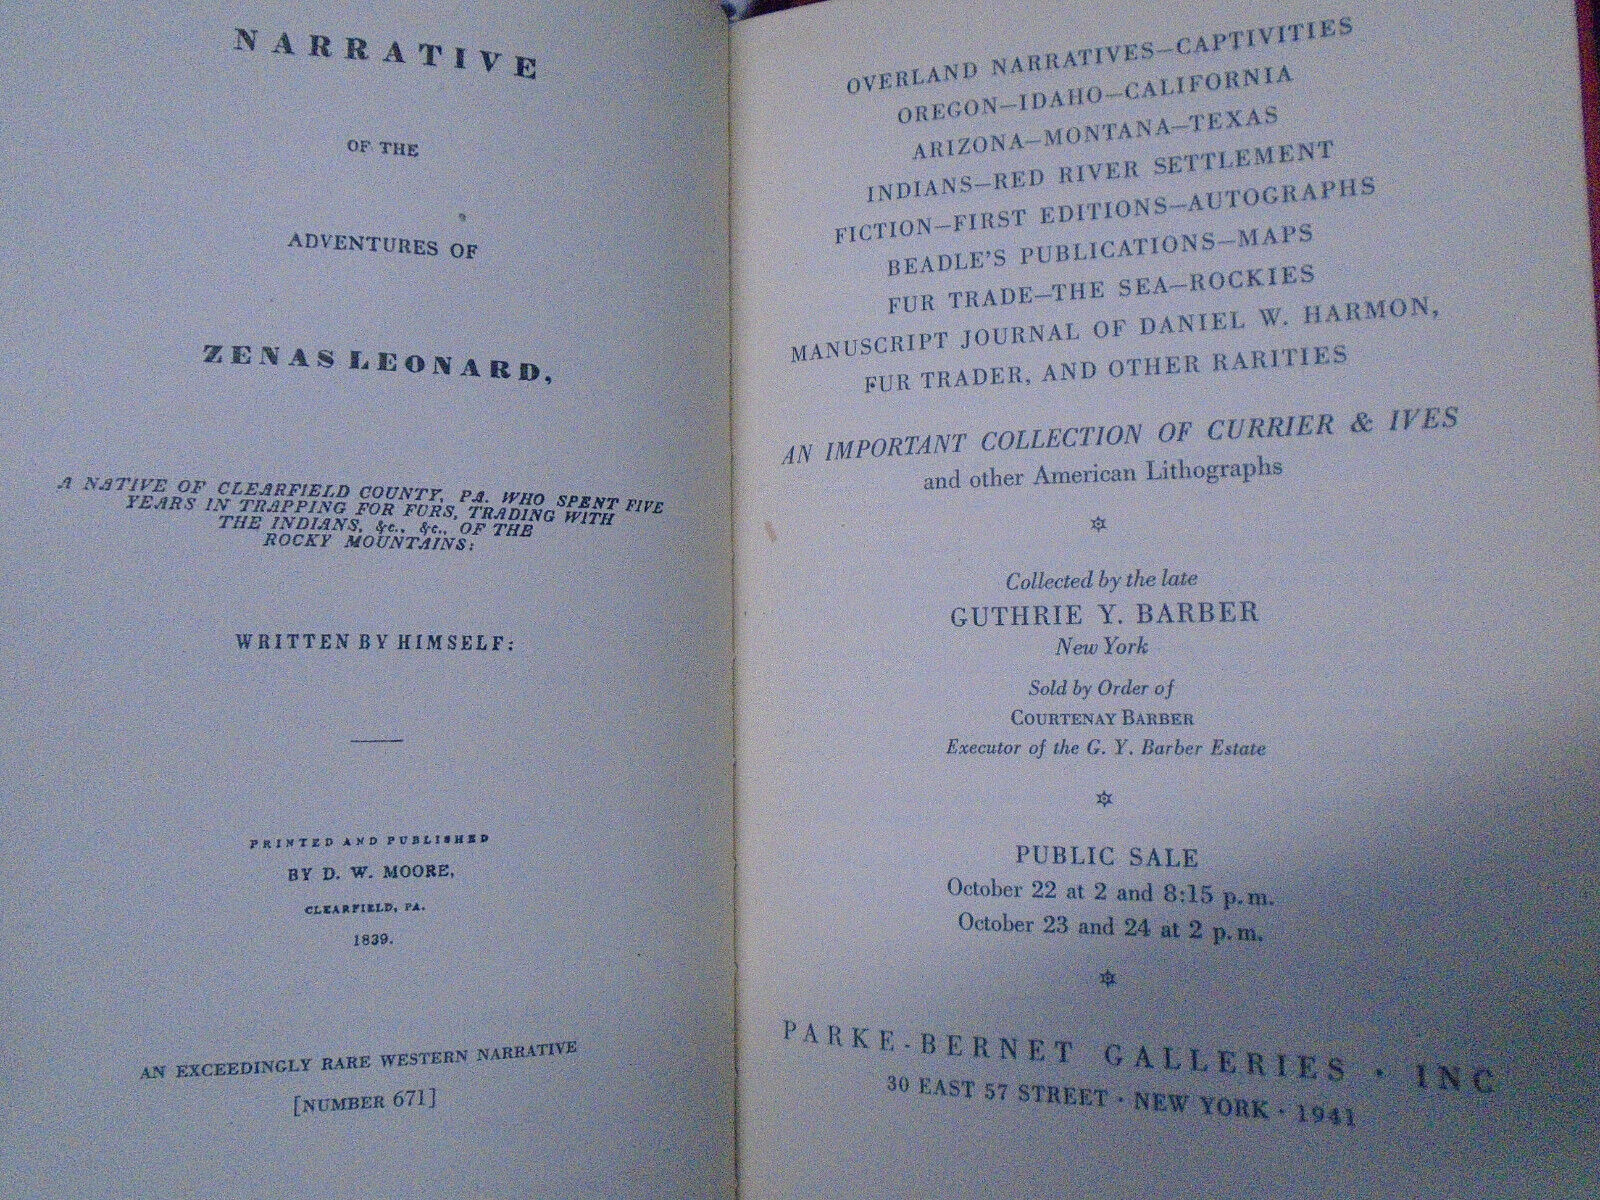 NARRATIVE
OF THE
ADVENTURES OF
ZENAS LEONARD,
A NATIVE OF CLEARFIELD COUNTY, PA. WHO SPENT FIVE
YEARS IN TRAPPING FOR FURS, TRADING WITH
THE INDIANS, &c., &c., OF THE
ROCKY MOUNTAINS:
WRITTEN BY HIMSELF:
PRINTED AND PUBLISHED
BY D. W. MOORE,
CLEARFIELD, PA.
1839.
AN EXCEEDINGLY RARE WESTERN NARRATIVE
[NUMBER 671]
OVERLAND NARRATIVES—CAPTIVITIES
OREGON—IDAHO—CALIFORNIA
ARIZONA—MONTANA—TEXAS
INDIANS—RED RIVER SETTLEMENT
FICTION—FIRST EDITIONS—AUTOGRAPHS
BEADLE'S PUBLICATIONS—MAPS
FUR TRADE—THE SEA—ROCKIES
MANUSCRIPT JOURNAL OF DANIEL W. HARMON,
FUR TRADER, AND OTHER RARITIES
AN IMPORTANT COLLECTION OF CURRIER & IVES
and other American Lithographs
Collected by the late
GUTHRIE Y. BARBER
New York
Sold by Order of
COURTENAY BARBER
Executor of the G. Y. Barber Estate
PUBLIC SALE
October 22 at 2 and 8:15 p.m.
October 23 and 24 at 2 p.m.
PARKE-BERNET GALLERIES · INC
30 EAST 57 STREET · NEW YORK · 1941